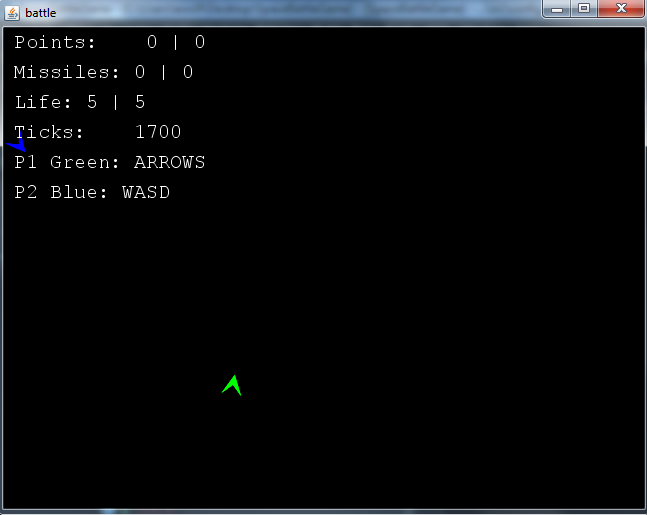 battle
Points:    0 | 0
Missiles: 0 | 0
Life: 5 | 5
Ticks:    1700
P1 Green: ARROWS
P2 Blue: WASD